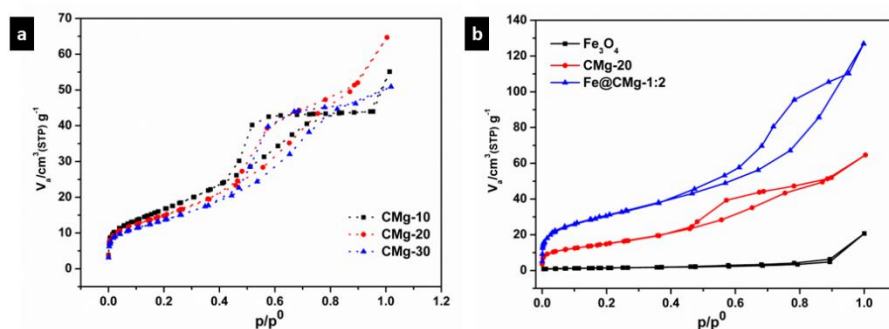 a
Va/cm³(STP) g⁻¹
70
60
50
40
30
20
10
0
CMg-10
CMg-20
CMg-30
0.0 0.2 0.4 0.6 0.8 1.0 1.2
p/p⁰
b
Va/cm³(STP) g⁻¹
140
120
100
80
60
40
20
0
Fe₃O₄
CMg-20
Fe@CMg-1:2
0.0 0.2 0.4 0.6 0.8 1.0
p/p⁰